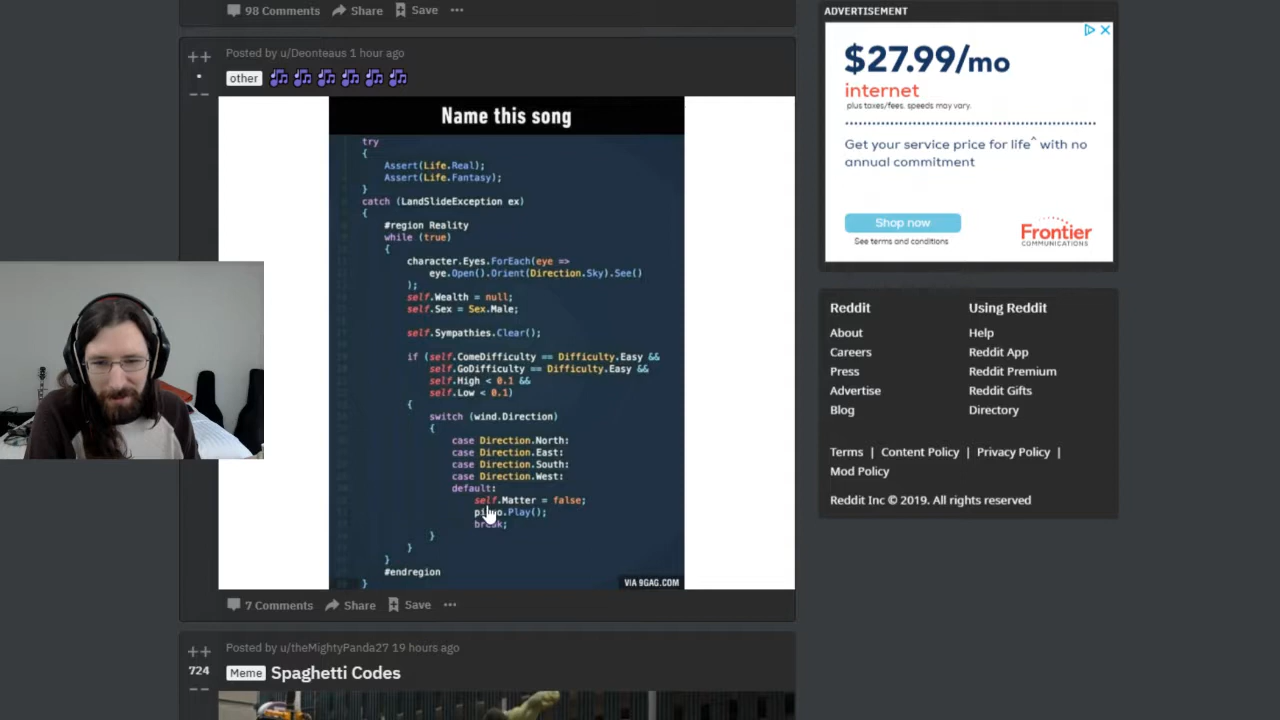 98 Comments Share Save
Posted by u/Deonteaus 1 hour ago
other
Name this song
try
{
Assert(Life.Real);
Assert(Life.Fantasy);
}
catch (LandSlideException ex)
{
#region Reality
while (true)
{
character.Eyes.ForEach(eye =>
eye.Open().Orient(Direction.Sky).See()
);
self.Wealth = null;
self.Sex = Sex.Male;
self.Sympathies.Clear();
if (self.ComeDifficulty == Difficulty.Easy &&
self.GoDifficulty == Difficulty.Easy &&
self.High < 0.1 &&
self.Low < 0.1)
{
switch (wind.Direction)
{
case Direction.North:
case Direction.East:
case Direction.South:
case Direction.West:
default:
self.Matter = false;
.Play();
break;
}
}
}
#endregion
}
VIA 9GAG.COM
7 Comments Share Save
Posted by u/theMightyPanda27 19 hours ago
724
Meme Spaghetti Codes
ADVERTISEMENT
$27.99/mo
internet
plus taxes/fees. speeds may vary.
Get your service price for life^ with no
annual commitment
Shop now
See terms and conditions
Frontier
COMMUNICATIONS
Reddit Using Reddit
About Help
Careers Reddit App
Press Reddit Premium
Advertise Reddit Gifts
Blog Directory
Terms | Content Policy | Privacy Policy |
Mod Policy
Reddit Inc © 2019. All rights reserved